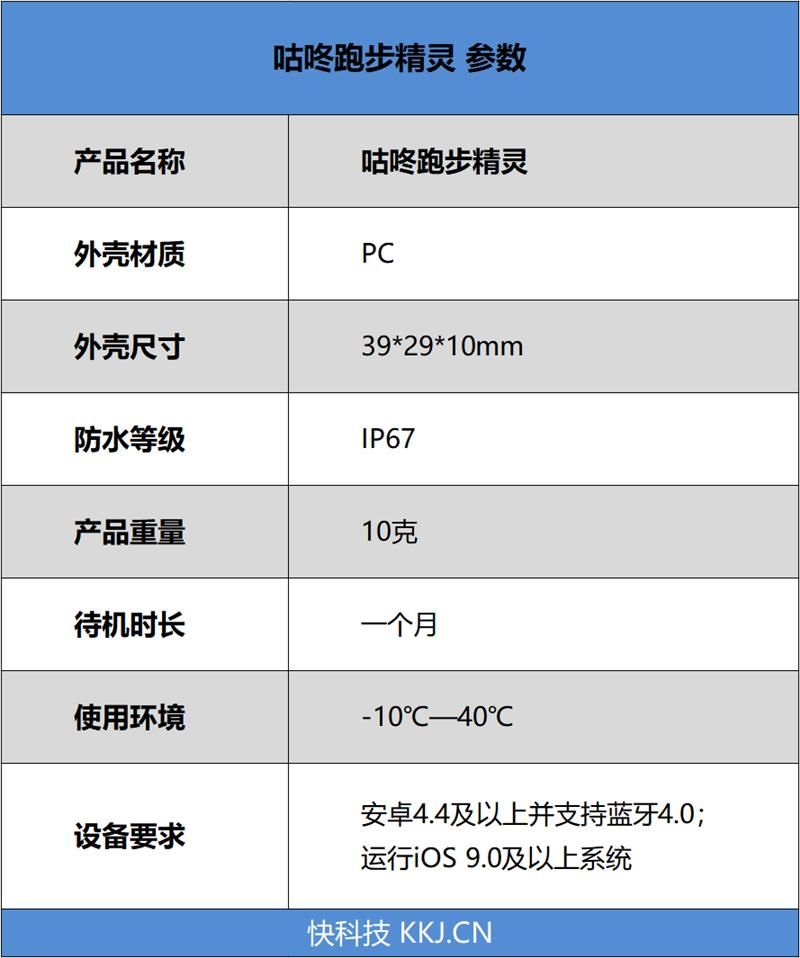 咕咚跑步精灵 参数
产品名称 咕咚跑步精灵
外壳材质 PC
外壳尺寸 39*29*10mm
防水等级 IP67
产品重量 10克
待机时长 一个月
使用环境 -10℃—40℃
设备要求 安卓4.4及以上并支持蓝牙4.0；
运行iOS 9.0及以上系统
快科技 KKJ.CN